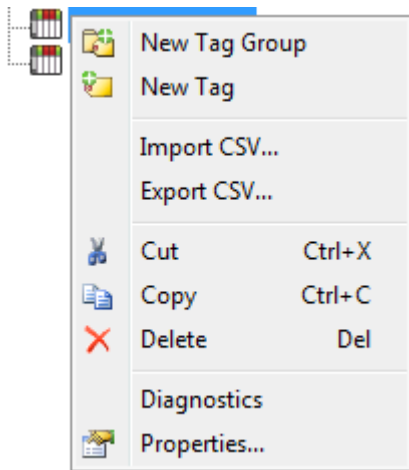 New Tag Group
New Tag
Import CSV...
Export CSV...
Cut Ctrl+X
Copy Ctrl+C
Delete Del
Diagnostics
Properties...